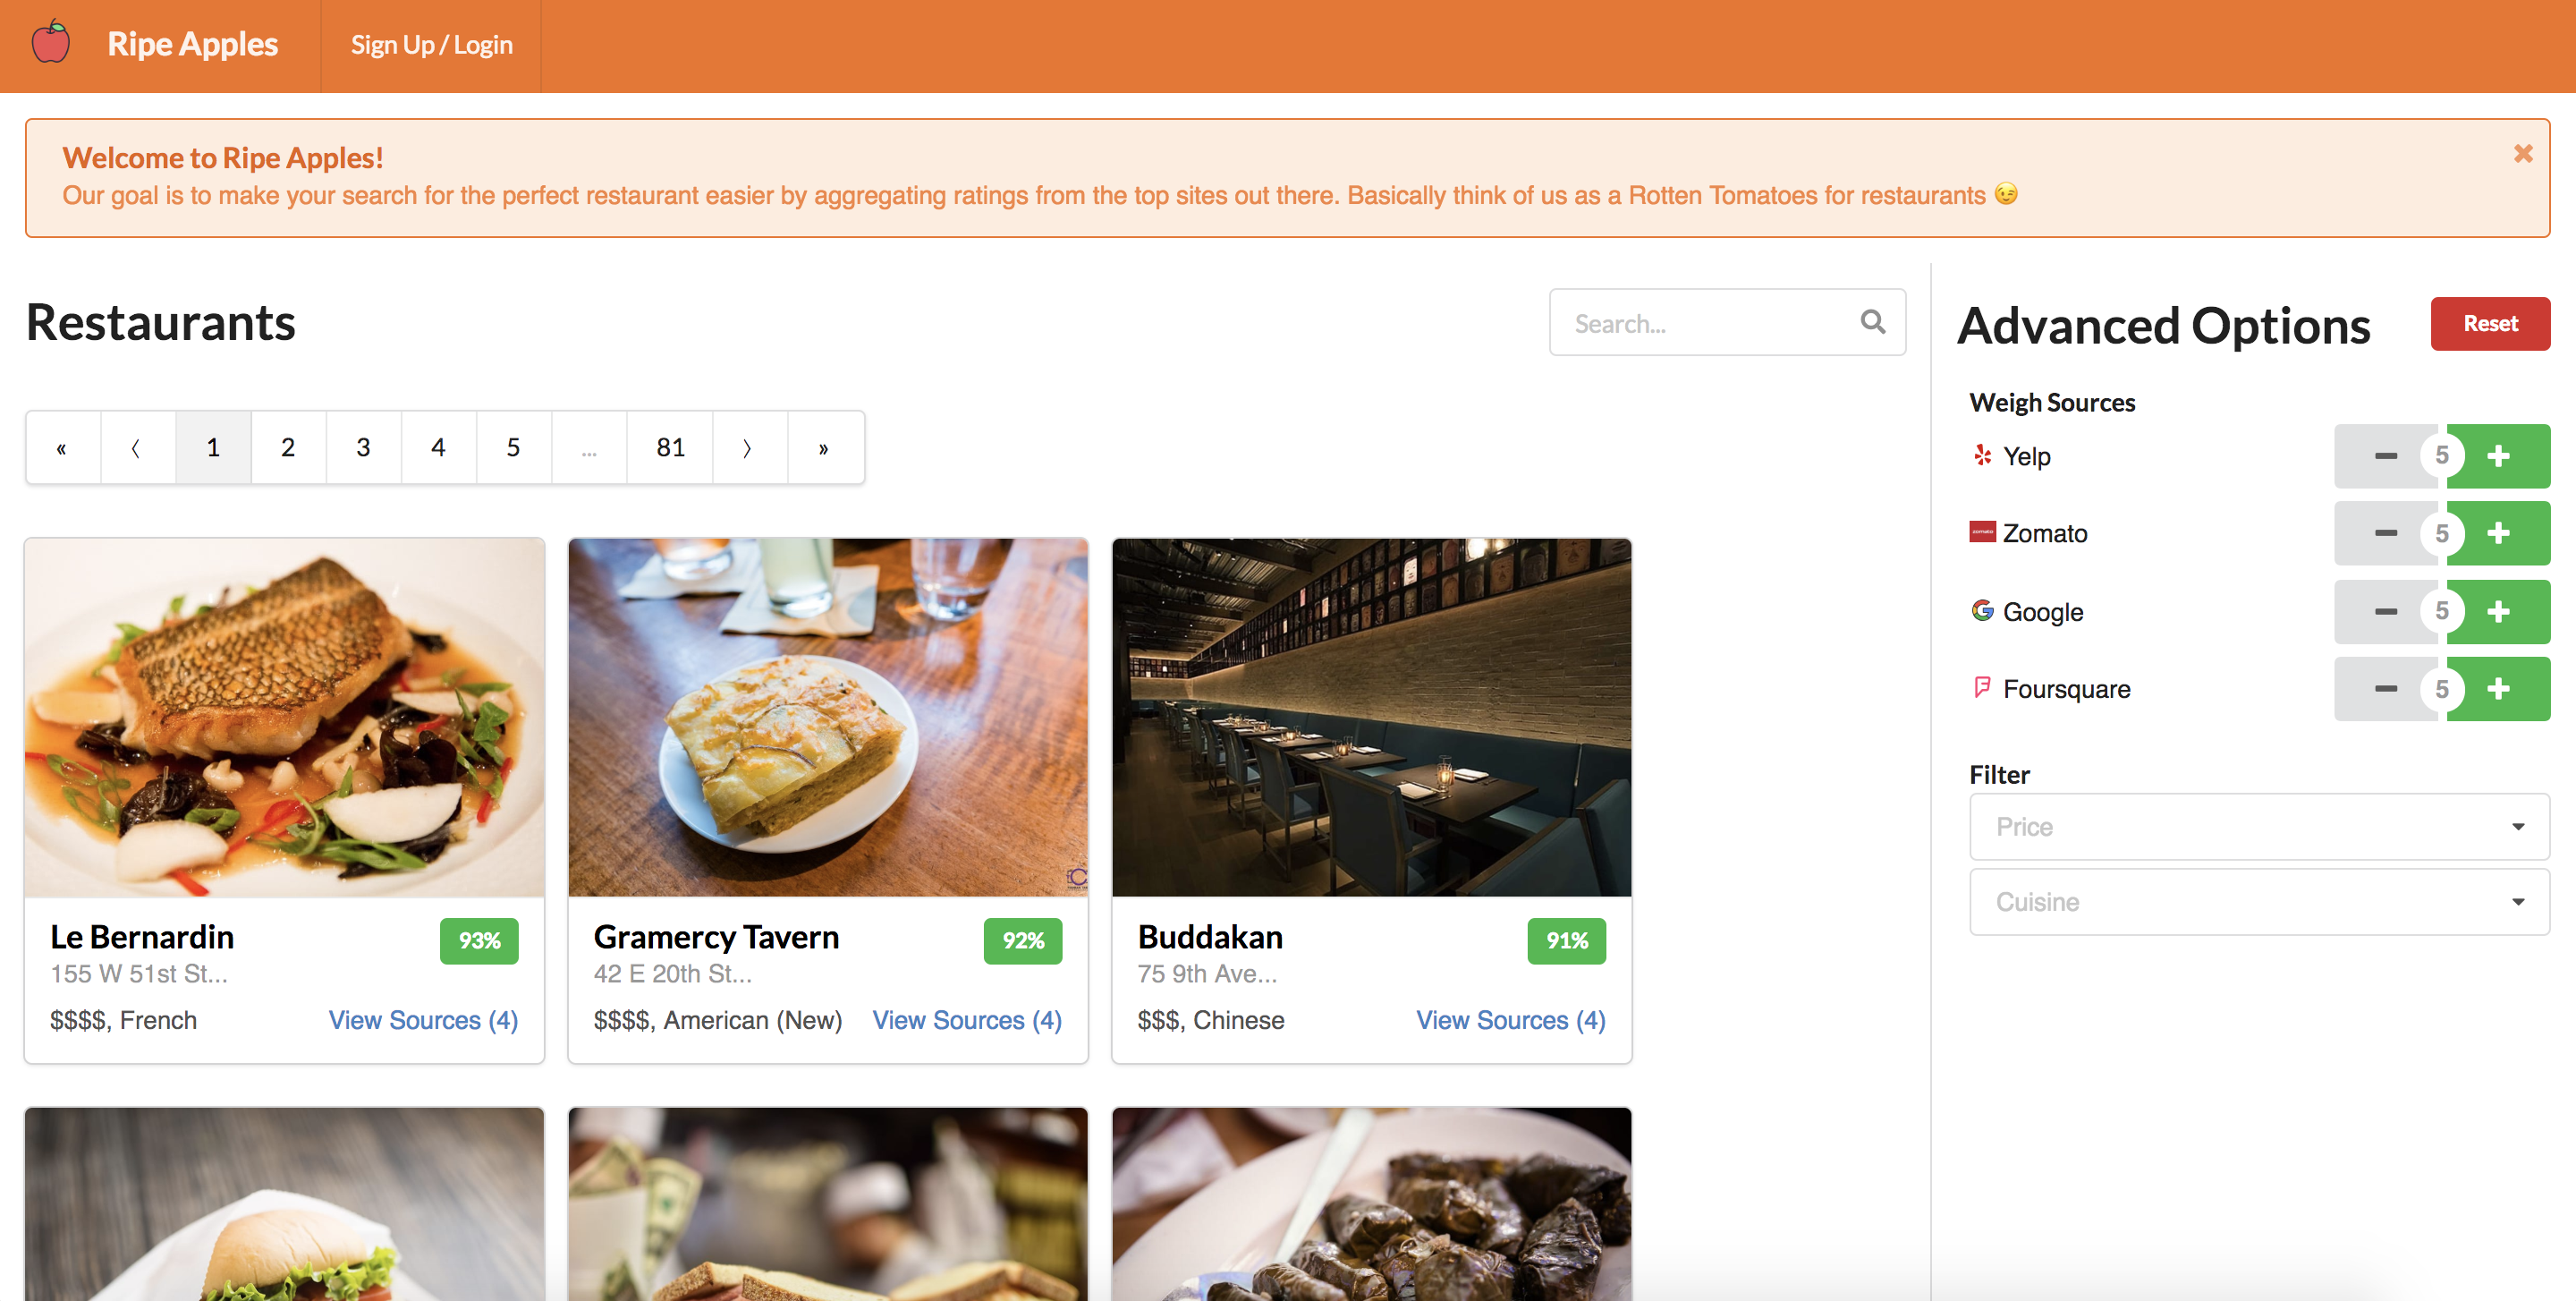 Ripe Apples
Sign Up / Login
Welcome to Ripe Apples!
Our goal is to make your search for the perfect restaurant easier by aggregating ratings from the top sites out there. Basically think of us as a Rotten Tomatoes for restaurants 😉
Restaurants
Search...
« ⟨ 1 2 3 4 5 ... 81 ⟩ »
Le Bernardin
93%
155 W 51st St...
$$$$, French
View Sources (4)
Gramercy Tavern
92%
42 E 20th St...
$$$$, American (New)
View Sources (4)
Buddakan
91%
75 9th Ave...
$$$, Chinese
View Sources (4)
Advanced Options
Reset
Weigh Sources
Yelp
5
zomato
Zomato
5
Google
5
Foursquare
5
Filter
Price
Cuisine